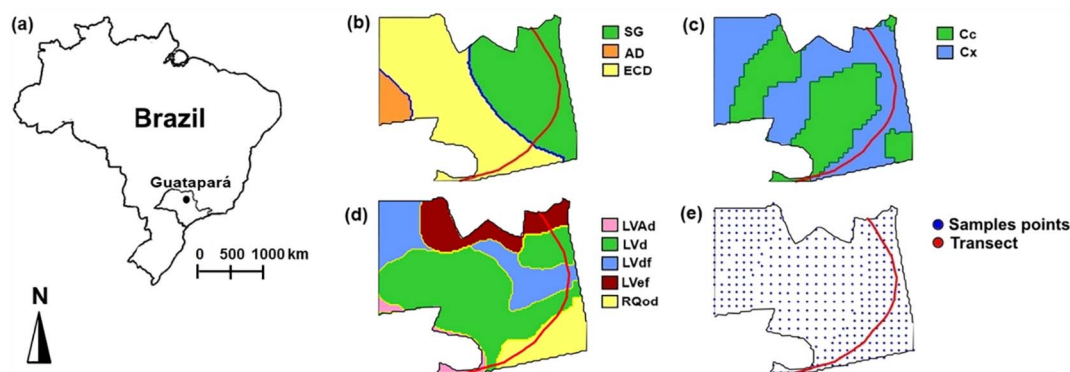 (a)
Brazil
Guatapará
0 500 1000 km
N
(b)
SG
AD
ECD
(c)
Cc
Cx
(d)
LVAd
LVd
LVdf
LVef
RQod
(e)
Samples points
Transect